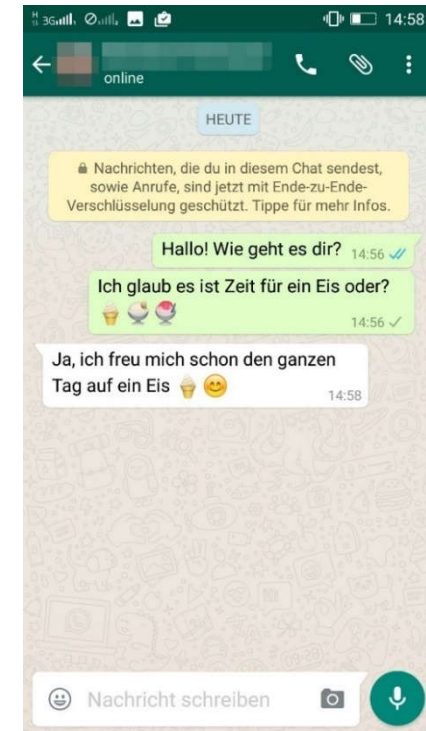 3G 14:58
online
HEUTE
Nachrichten, die du in diesem Chat sendest,
sowie Anrufe, sind jetzt mit Ende-zu-Ende-
Verschlüsselung geschützt. Tippe für mehr Infos.
Hallo! Wie geht es dir? 14:56
Ich glaub es ist Zeit für ein Eis oder?
🍦🍨🍧 14:56
Ja, ich freu mich schon den ganzen
Tag auf ein Eis 🍦😊 14:58
Nachricht schreiben